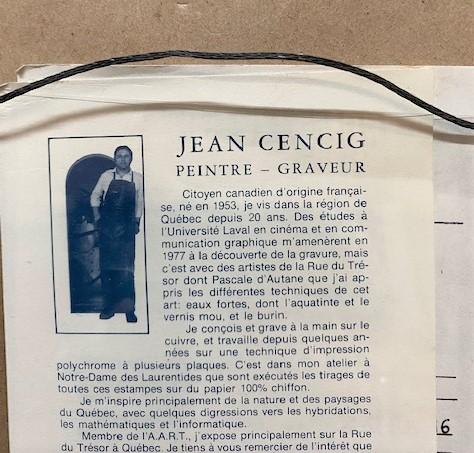 JEAN CENCIG
PEINTRE – GRAVEUR
Citoyen canadien d'origine françai-
se, né en 1953, je vis dans la région de
Québec depuis 20 ans. Des études à
l'Université Laval en cinéma et en com-
munication graphique m'amenèrent en
1977 à la découverte de la gravure, mais
c'est avec des artistes de la Rue du Tré-
sor dont Pascale d'Autane que j'ai ap-
pris les différentes techniques de cet
art: eaux fortes, dont l'aquatinte et le
vernis mou, et le burin.
Je conçois et grave à la main sur le
cuivre, et travaille depuis quelques an-
nées sur une technique d'impression
polychrome à plusieurs plaques. C'est dans mon atelier à
Notre-Dame des Laurentides que sont exécutés les tirages de
toutes ces estampes sur du papier 100% chiffon.
Je m'inspire principalement de la nature et des paysages
du Québec, avec quelques digressions vers les hybridations,
les mathématiques et l'informatique.
Membre de l'A.A.R.T., j'expose principalement sur la Rue
du Trésor à Québec. Je tiens à vous remercier de l'intérêt que
6